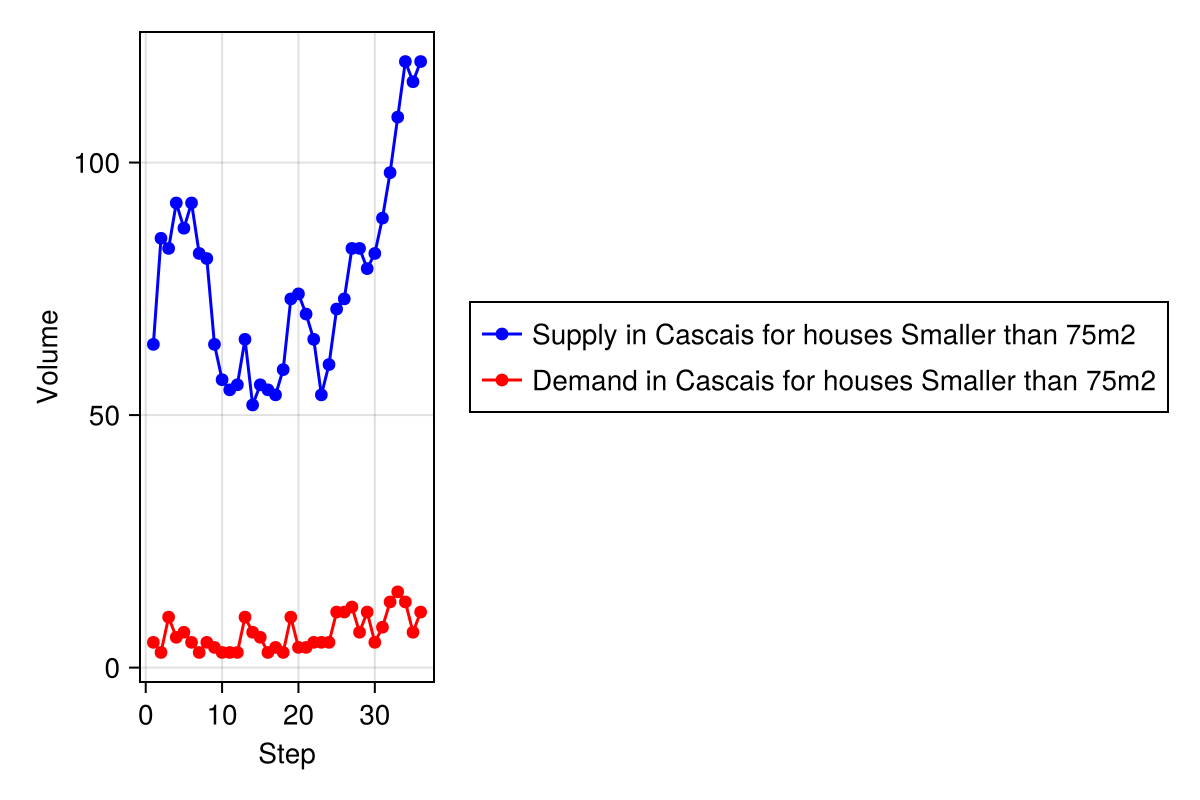 100
50
0
Volume
0 10 20 30
Step
Supply in Cascais for houses Smaller than 75m2
Demand in Cascais for houses Smaller than 75m2